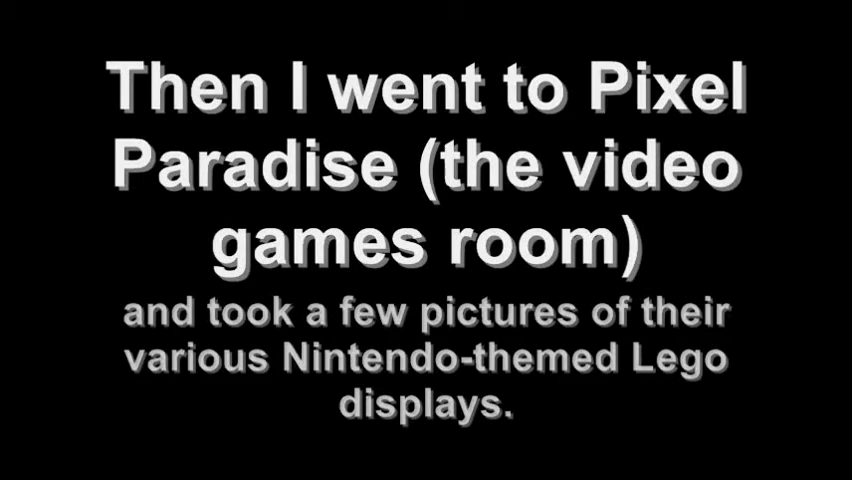 Then I went to Pixel
Paradise (the video
games room)
and took a few pictures of their
various Nintendo-themed Lego
displays.